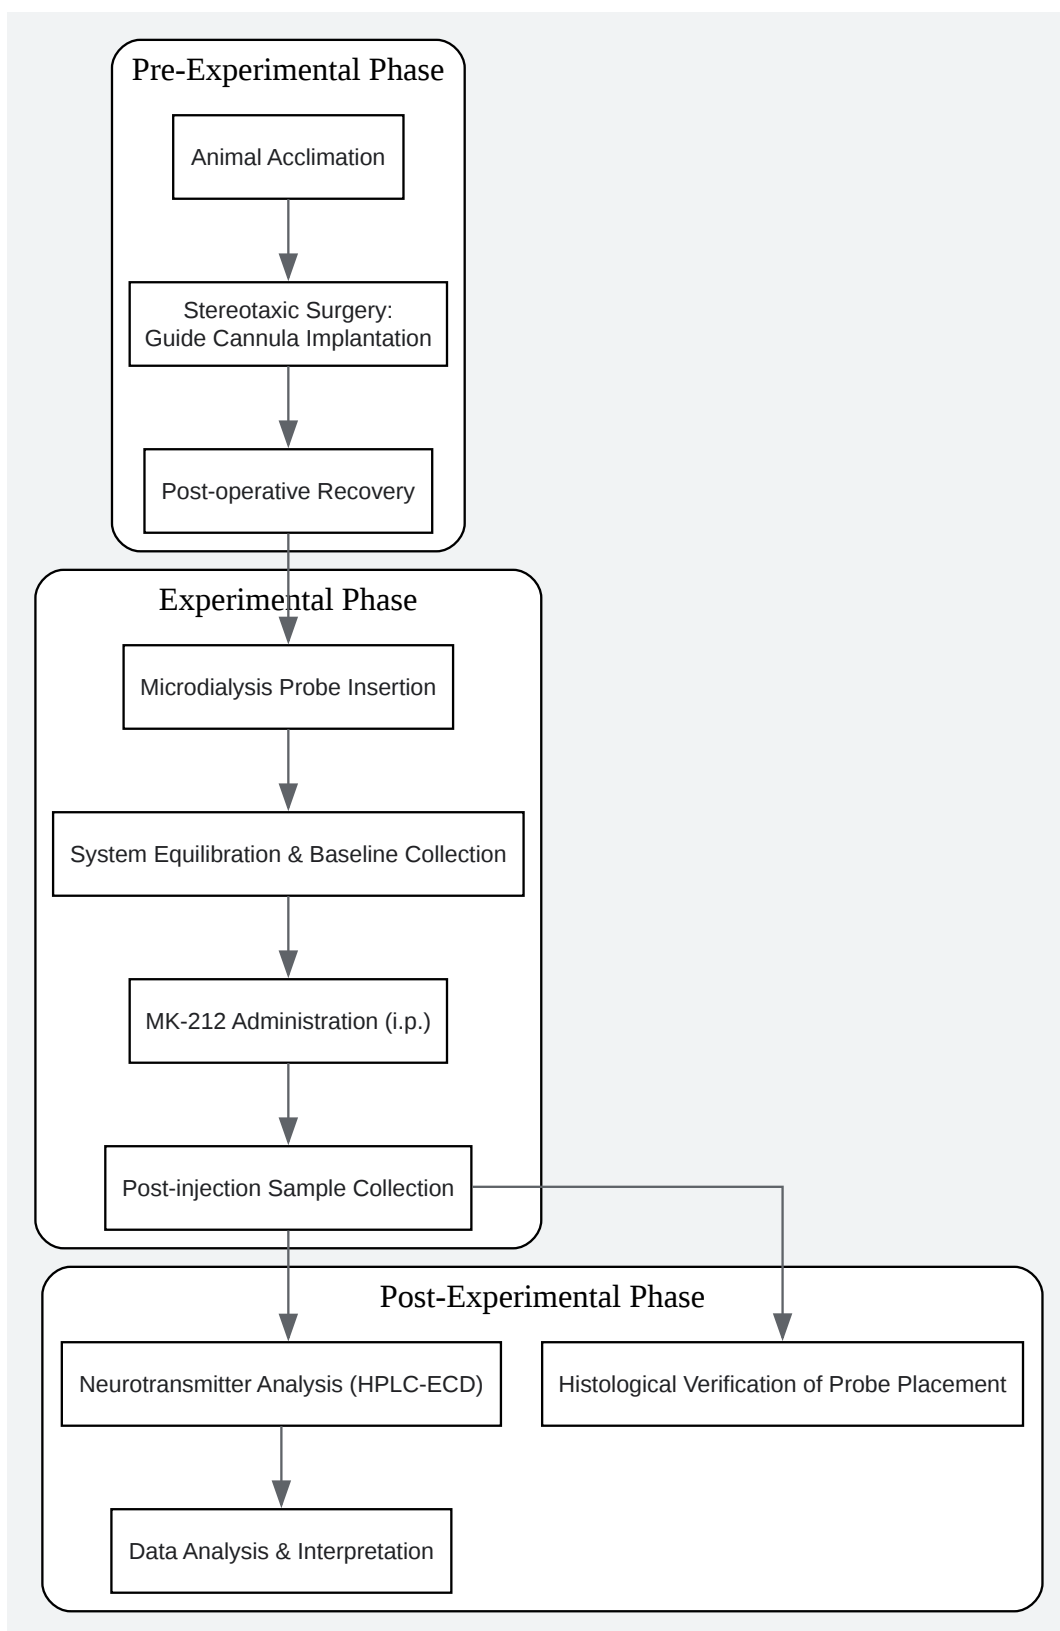 Pre-Experimental Phase
Animal Acclimation
Stereotaxic Surgery:
Guide Cannula Implantation
Post-operative Recovery
Experimental Phase
Microdialysis Probe Insertion
System Equilibration & Baseline Collection
MK-212 Administration (i.p.)
Post-injection Sample Collection
Post-Experimental Phase
Neurotransmitter Analysis (HPLC-ECD)
Histological Verification of Probe Placement
Data Analysis & Interpretation